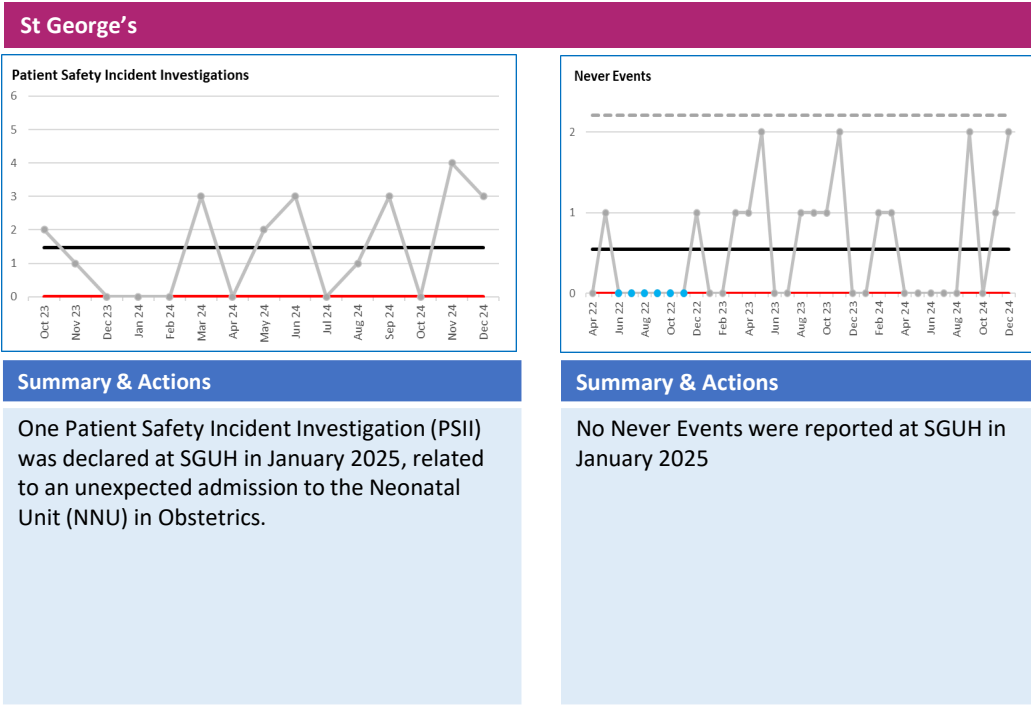 St George's
Patient Safety Incident Investigations
6
5
4
3
2
1
0
Oct 23
Nov 23
Dec 23
Jan 24
Feb 24
Mar 24
Apr 24
May 24
Jun 24
Jul 24
Aug 24
Sep 24
Oct 24
Nov 24
Dec 24
Never Events
2
1
0
Apr 22
Jun 22
Aug 22
Oct 22
Dec 22
Feb 23
Apr 23
Jun 23
Aug 23
Oct 23
Dec 23
Feb 24
Apr 24
Jun 24
Aug 24
Oct 24
Dec 24
Summary & Actions
One Patient Safety Incident Investigation (PSII)
was declared at SGUH in January 2025, related
to an unexpected admission to the Neonatal
Unit (NNU) in Obstetrics.
Summary & Actions
No Never Events were reported at SGUH in
January 2025